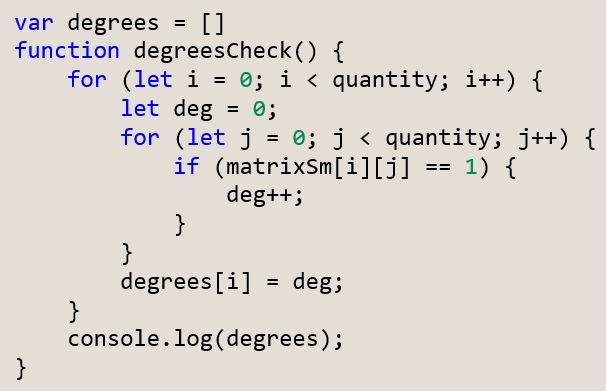 var degrees = []
function degreesCheck() {
    for (let i = 0; i < quantity; i++) {
        let deg = 0;
        for (let j = 0; j < quantity; j++) {
            if (matrixSm[i][j] == 1) {
                deg++;
            }
        }
        degrees[i] = deg;
    }
    console.log(degrees);
}